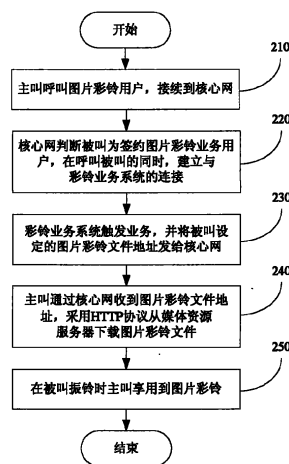 开始
210
主叫呼叫图片彩铃用户，接续到核心网
220
核心网判断被叫为签约图片彩铃业务用
户，在呼叫被叫的同时，建立与
彩铃业务系统的连接
230
彩铃业务系统触发业务，并将被叫设
定的图片彩铃文件地址发给核心网
240
主叫通过核心网收到图片彩铃文件地
址，采用HTTP协议从媒体资源
服务器下载图片彩铃文件
250
在被叫振铃时主叫享用到图片彩铃
结束